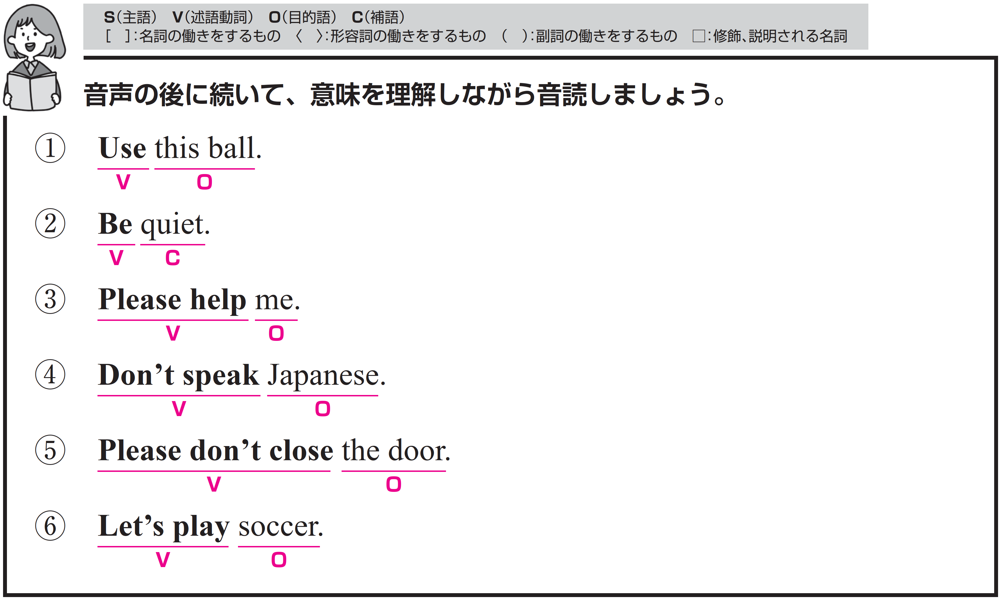 S(主語) V(述語動詞) O(目的語) C(補語)
[ ]:名詞の働きをするもの 〈 〉:形容詞の働きをするもの ( ):副詞の働きをするもの □:修飾、説明される名詞
音声の後に続いて、意味を理解しながら音読しましょう。
① Use this ball.
V O
② Be quiet.
V C
③ Please help me.
V O
④ Don’t speak Japanese.
V O
⑤ Please don’t close the door.
V O
⑥ Let’s play soccer.
V O